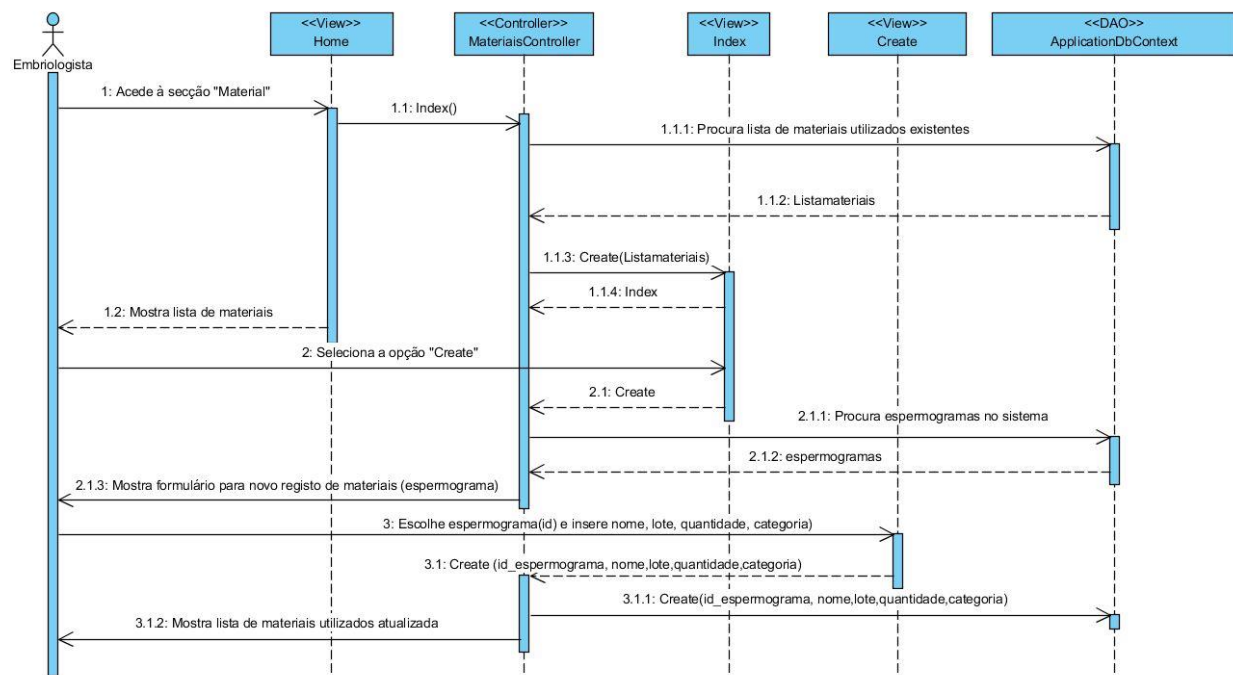 <<View>>
Home
<<Controller>>
MateriaisController
<<View>>
Index
<<View>>
Create
<<DAO>>
ApplicationDbContext
Embriologista
1: Acede à secção "Material"
1.1: Index()
1.1.1: Procura lista de materiais utilizados existentes
1.1.2: Listamateriais
1.1.3: Create(Listamateriais)
1.1.4: Index
1.2: Mostra lista de materiais
2: Seleciona a opção "Create"
2.1: Create
2.1.1: Procura espermogramas no sistema
2.1.2: espermogramas
2.1.3: Mostra formulário para novo registo de materiais (espermograma)
3: Escolhe espermograma(id) e insere nome, lote, quantidade, categoria)
3.1: Create (id_espermograma, nome,lote,quantidade,categoria)
3.1.1: Create(id_espermograma, nome,lote,quantidade,categoria)
3.1.2: Mostra lista de materiais utilizados atualizada